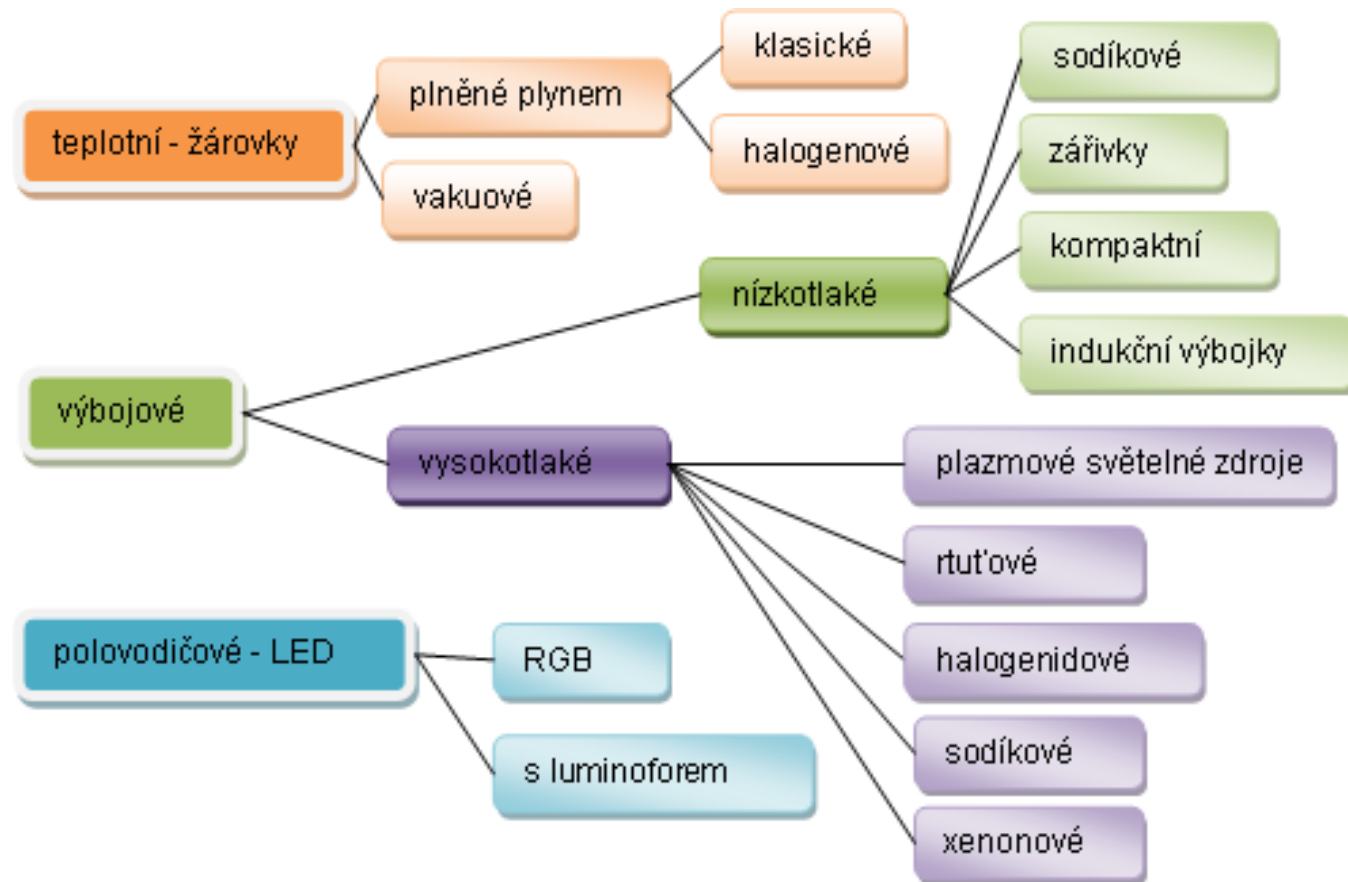 teplotní - žárovky
plněné plynem
klasické
halogenové
vakuové
výbojové
nízkotlaké
sodíkové
zářivky
kompaktní
indukční výbojky
vysokotlaké
plazmové světelné zdroje
rtuťové
halogenidové
sodíkové
xenonové
polovodičové - LED
RGB
s luminoforem